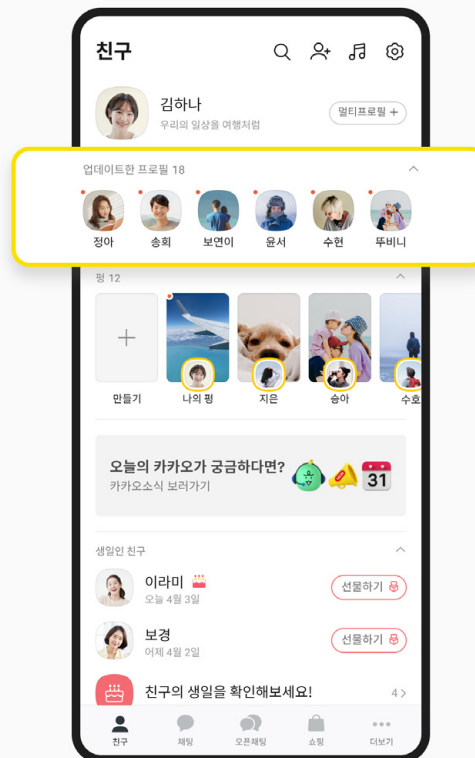 친구
김하나
우리의 일상을 여행처럼
멀티프로필 +
업데이트한 프로필 18
정아 송희 보연이 윤서 수현 뚜비니
펑 12
만들기 나의 펑 지은 승아 수호
오늘의 카카오가 궁금하다면?
카카오소식 보러가기
31
생일인 친구
이라미
오늘 4월 3일
선물하기
보경
어제 4월 2일
선물하기
친구의 생일을 확인해보세요!
4
친구 채팅 오픈채팅 쇼핑 더보기